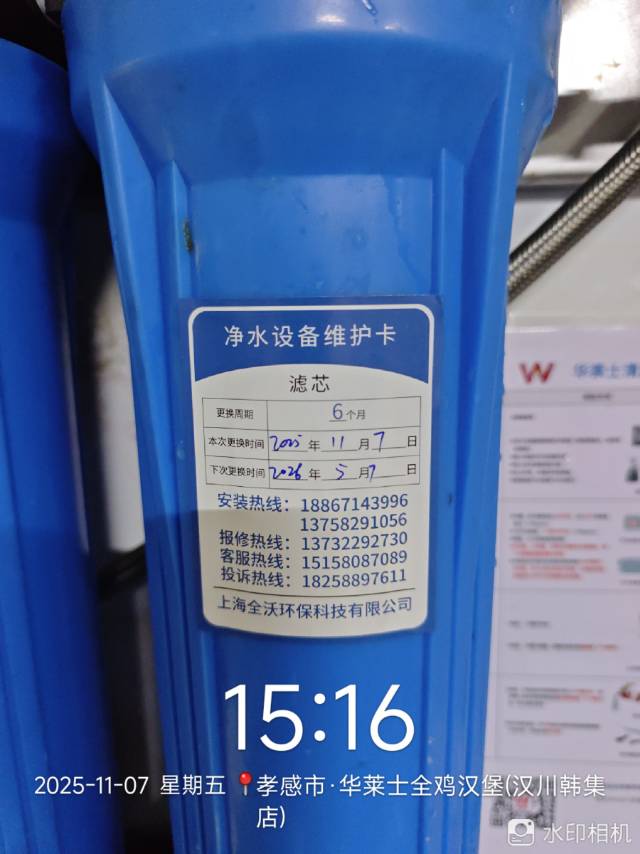 净水设备维护卡
滤芯
更换周期 6个月
本次更换时间 2025年11月7日
下次更换时间 2026年5月7日
安装热线：18867143996
13758291056
报修热线：13732292730
客服热线：15158087089
投诉热线：18258897611
上海全沃环保科技有限公司
W 华莱士清
15:16
2025-11-07 星期五 📍孝感市·华莱士全鸡汉堡(汉川韩集
店)
水印相机